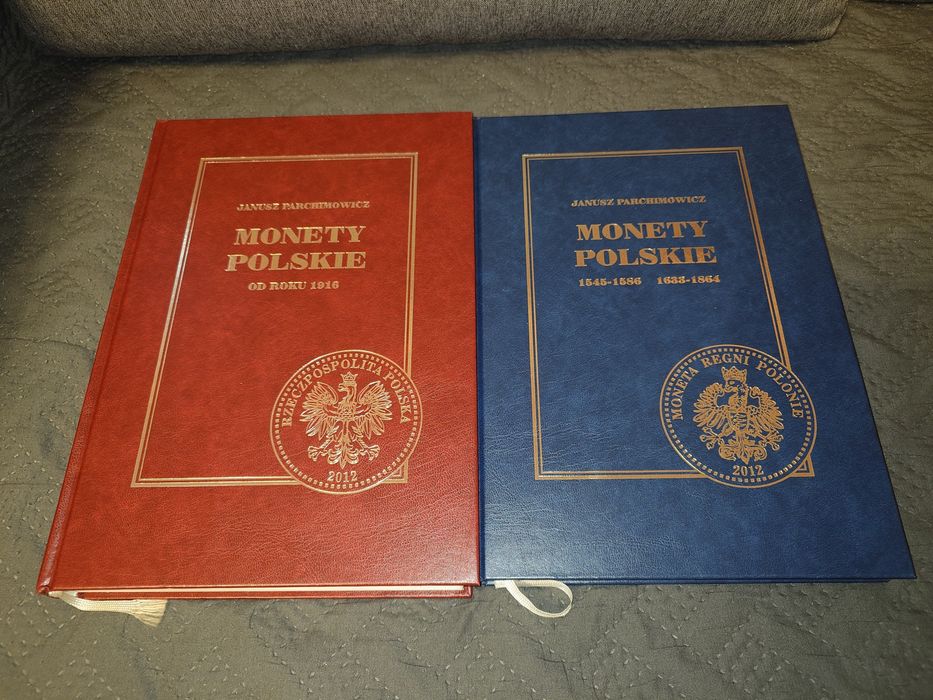 JANUSZ PARCHIMOWICZ
MONETY
POLSKIE
OD ROKU 1916
RZECZPOSPOLITA POLSKA
2012
JANUSZ PARCHIMOWICZ
MONETY
POLSKIE
1545-1586 1633-1864
MONETA REGNI POLONIE
2012